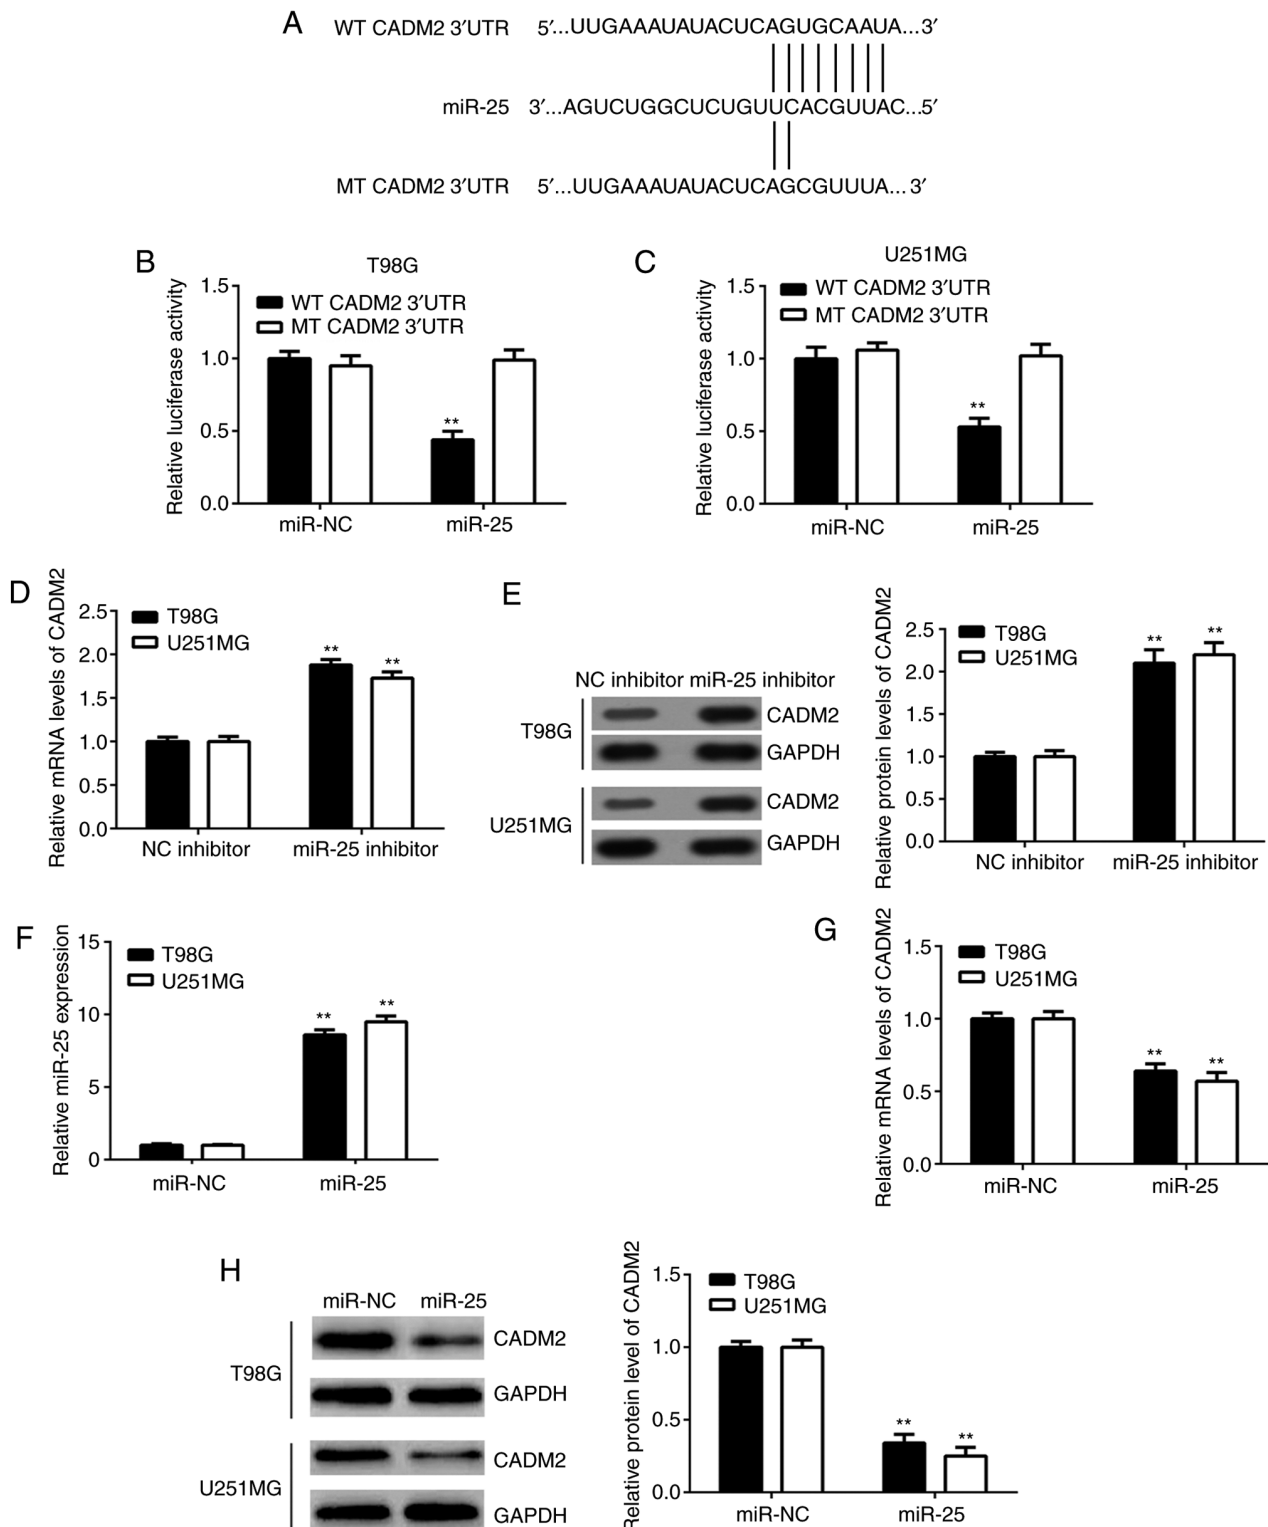 A
WT CADM2 3′UTR 5′...UUGAAAUAUACUCAGUGCAAUA...3′
miR-25 3′...AGUCUGGCUCUGUUCACGUUAC...5′
MT CADM2 3′UTR 5′...UUGAAAUAUACUCAGCGUUUA... 3′
B
T98G
Relative luciferase activity
1.5
1.0
0.5
0.0
WT CADM2 3′UTR
MT CADM2 3′UTR
**
miR-NC miR-25
C
U251MG
Relative luciferase activity
1.5
1.0
0.5
0.0
WT CADM2 3′UTR
MT CADM2 3′UTR
**
miR-NC miR-25
D
Relative mRNA levels of CADM2
2.5
2.0
1.5
1.0
0.5
0.0
T98G
U251MG
** **
NC inhibitor miR-25 inhibitor
E
NC inhibitor miR-25 inhibitor
T98G
CADM2
GAPDH
U251MG
CADM2
GAPDH
Relative protein levels of CADM2
2.5
2.0
1.5
1.0
0.5
0.0
T98G
U251MG
** **
NC inhibitor miR-25 inhibitor
F
Relative miR-25 expression
15
10
5
0
T98G
U251MG
** **
miR-NC miR-25
G
Relative mRNA levels of CADM2
1.5
1.0
0.5
0.0
T98G
U251MG
** **
miR-NC miR-25
H
miR-NC miR-25
T98G
CADM2
GAPDH
U251MG
CADM2
GAPDH
Relative protein level of CADM2
1.5
1.0
0.5
0.0
T98G
U251MG
** **
miR-NC miR-25